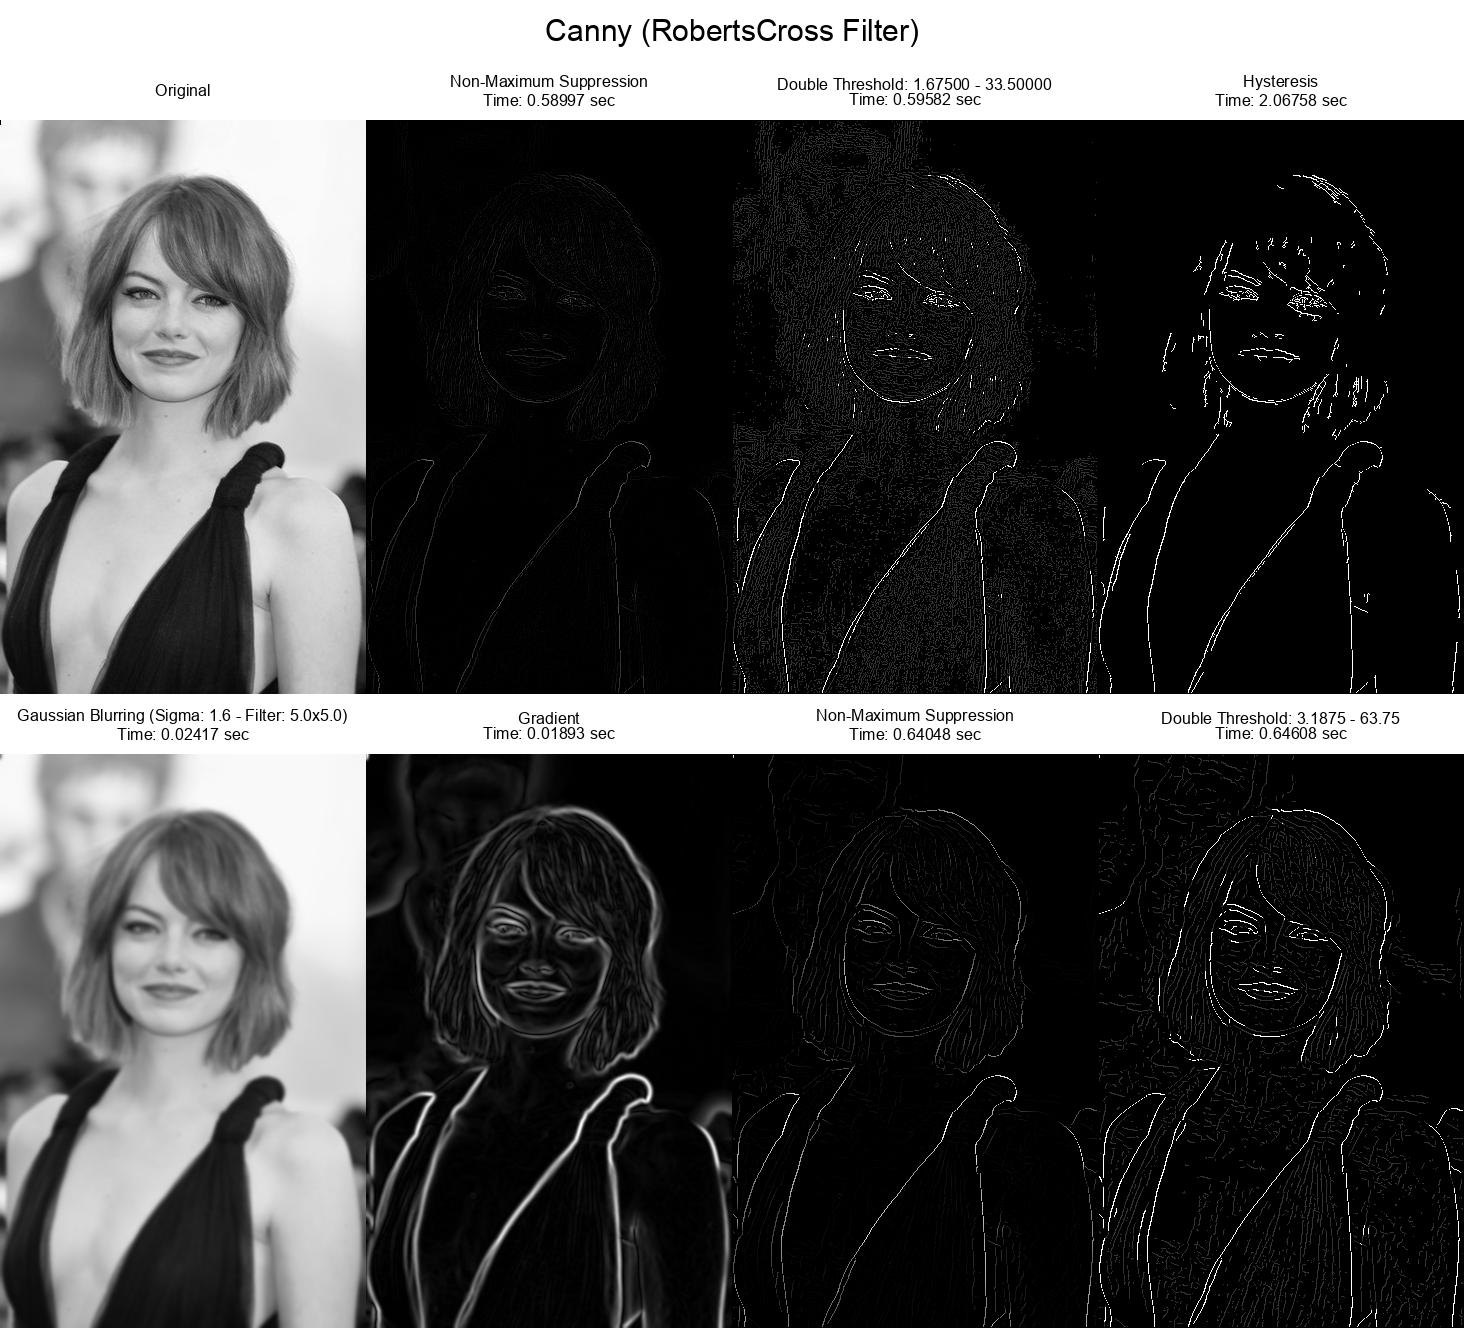 Canny (RobertsCross Filter)
Original
Non-Maximum Suppression
Time: 0.58997 sec
Double Threshold: 1.67500 - 33.50000
Time: 0.59582 sec
Hysteresis
Time: 2.06758 sec
Gaussian Blurring (Sigma: 1.6 - Filter: 5.0x5.0)
Time: 0.02417 sec
Gradient
Time: 0.01893 sec
Non-Maximum Suppression
Time: 0.64048 sec
Double Threshold: 3.1875 - 63.75
Time: 0.64608 sec